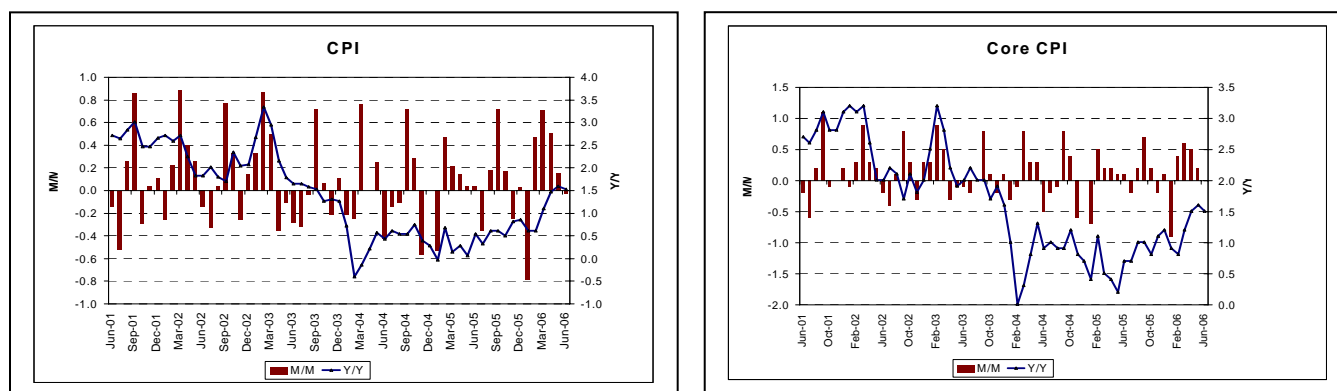 CPI
M/M
1.0
0.8
0.6
0.4
0.2
0.0
-0.2
-0.4
-0.6
-0.8
-1.0
4.0
3.5
3.0
2.5
2.0
1.5
1.0
0.5
0.0
-0.5
-1.0
Y/Y
Jun-01
Sep-01
Dec-01
Mar-02
Jun-02
Sep-02
Dec-02
Mar-03
Jun-03
Sep-03
Dec-03
Mar-04
Jun-04
Sep-04
Dec-04
Mar-05
Jun-05
Sep-05
Dec-05
Mar-06
Jun-06
M/M Y/Y
Core CPI
M/M
1.5
1.0
0.5
0.0
-0.5
-1.0
-1.5
-2.0
3.5
3.0
2.5
2.0
1.5
1.0
0.5
0.0
Y/Y
Jun-01
Oct-01
Feb-02
Jun-02
Oct-02
Feb-03
Jun-03
Oct-03
Feb-04
Jun-04
Oct-04
Feb-05
Jun-05
Oct-05
Feb-06
Jun-06
M/M Y/Y